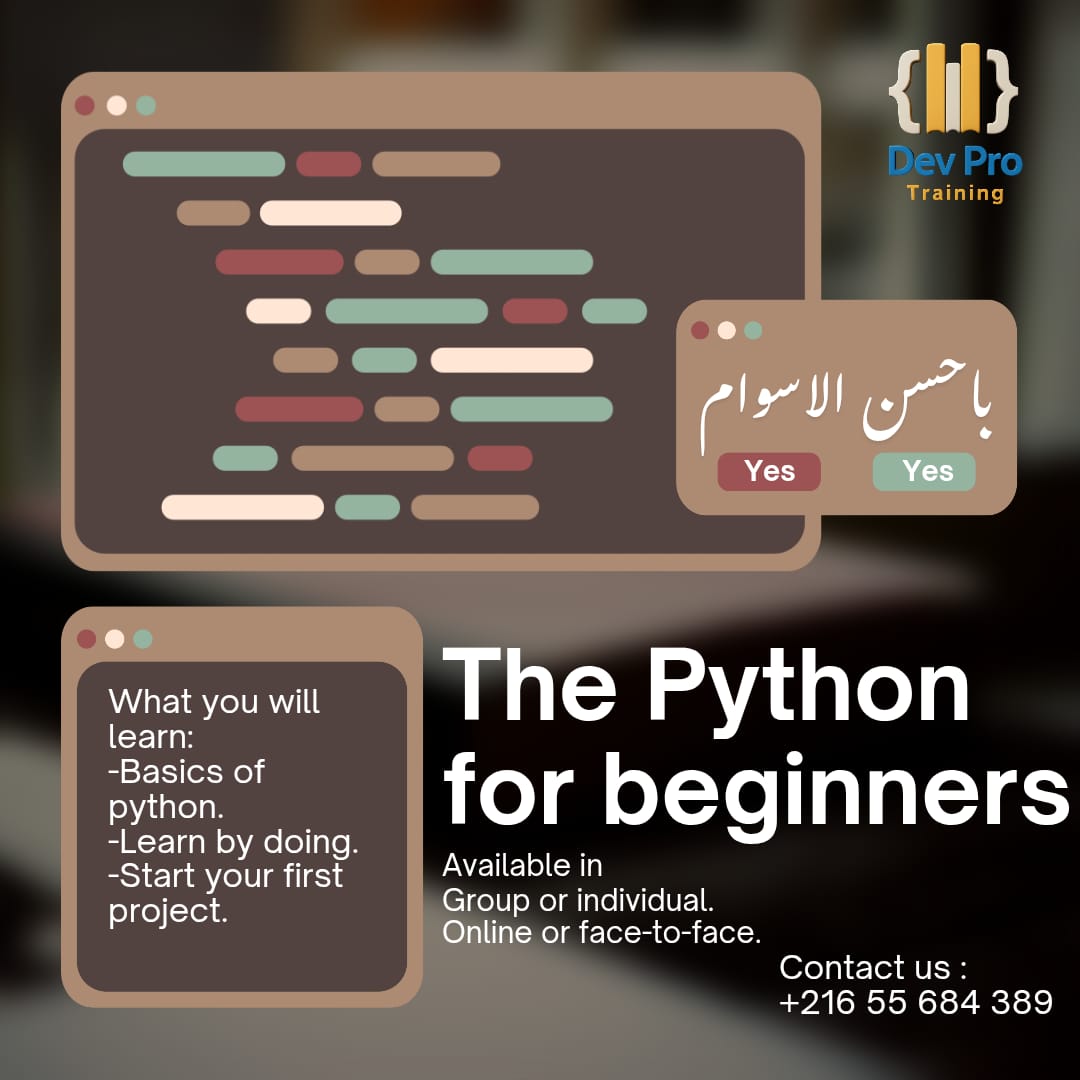 Dev Pro
Training
باحسن الاسوام
Yes
Yes
What you will
learn:
-Basics of
python.
-Learn by doing.
-Start your first
project.
The Python
for beginners
Available in
Group or individual.
Online or face-to-face.
Contact us :
+216 55 684 389